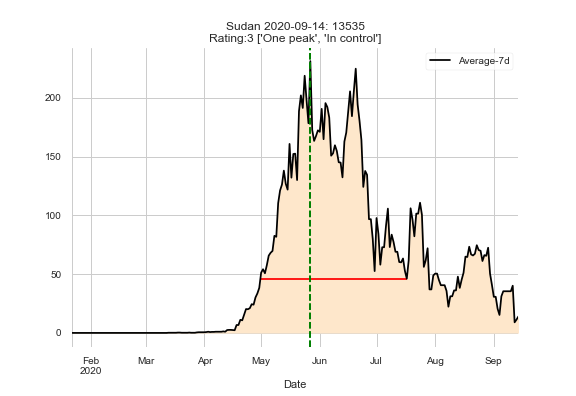 Sudan 2020-09-14: 13535
Rating:3 ['One peak', 'In control']
Average-7d
200
150
100
50
0
Feb
2020
Mar
Apr
May
Jun
Jul
Aug
Sep
Date